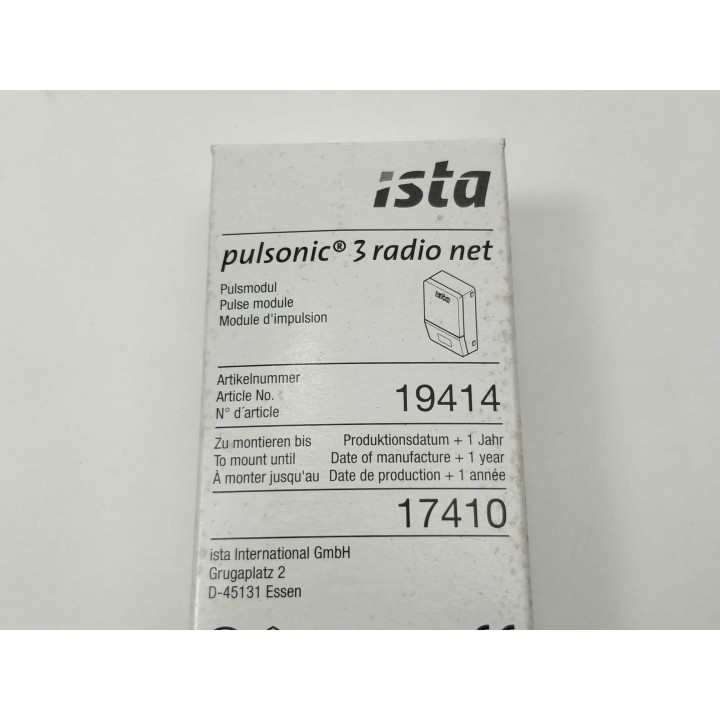 ista
pulsonic® 3 radio net
Pulsmodul
Pulse module
Module d'impulsion
ista
Artikelnummer
Article No.
N° d´article
19414
Zu montieren bis Produktionsdatum + 1 Jahr
To mount until Date of manufacture + 1 year
À monter jusqu'au Date de production + 1 année
17410
ista International GmbH
Grugaplatz 2
D-45131 Essen